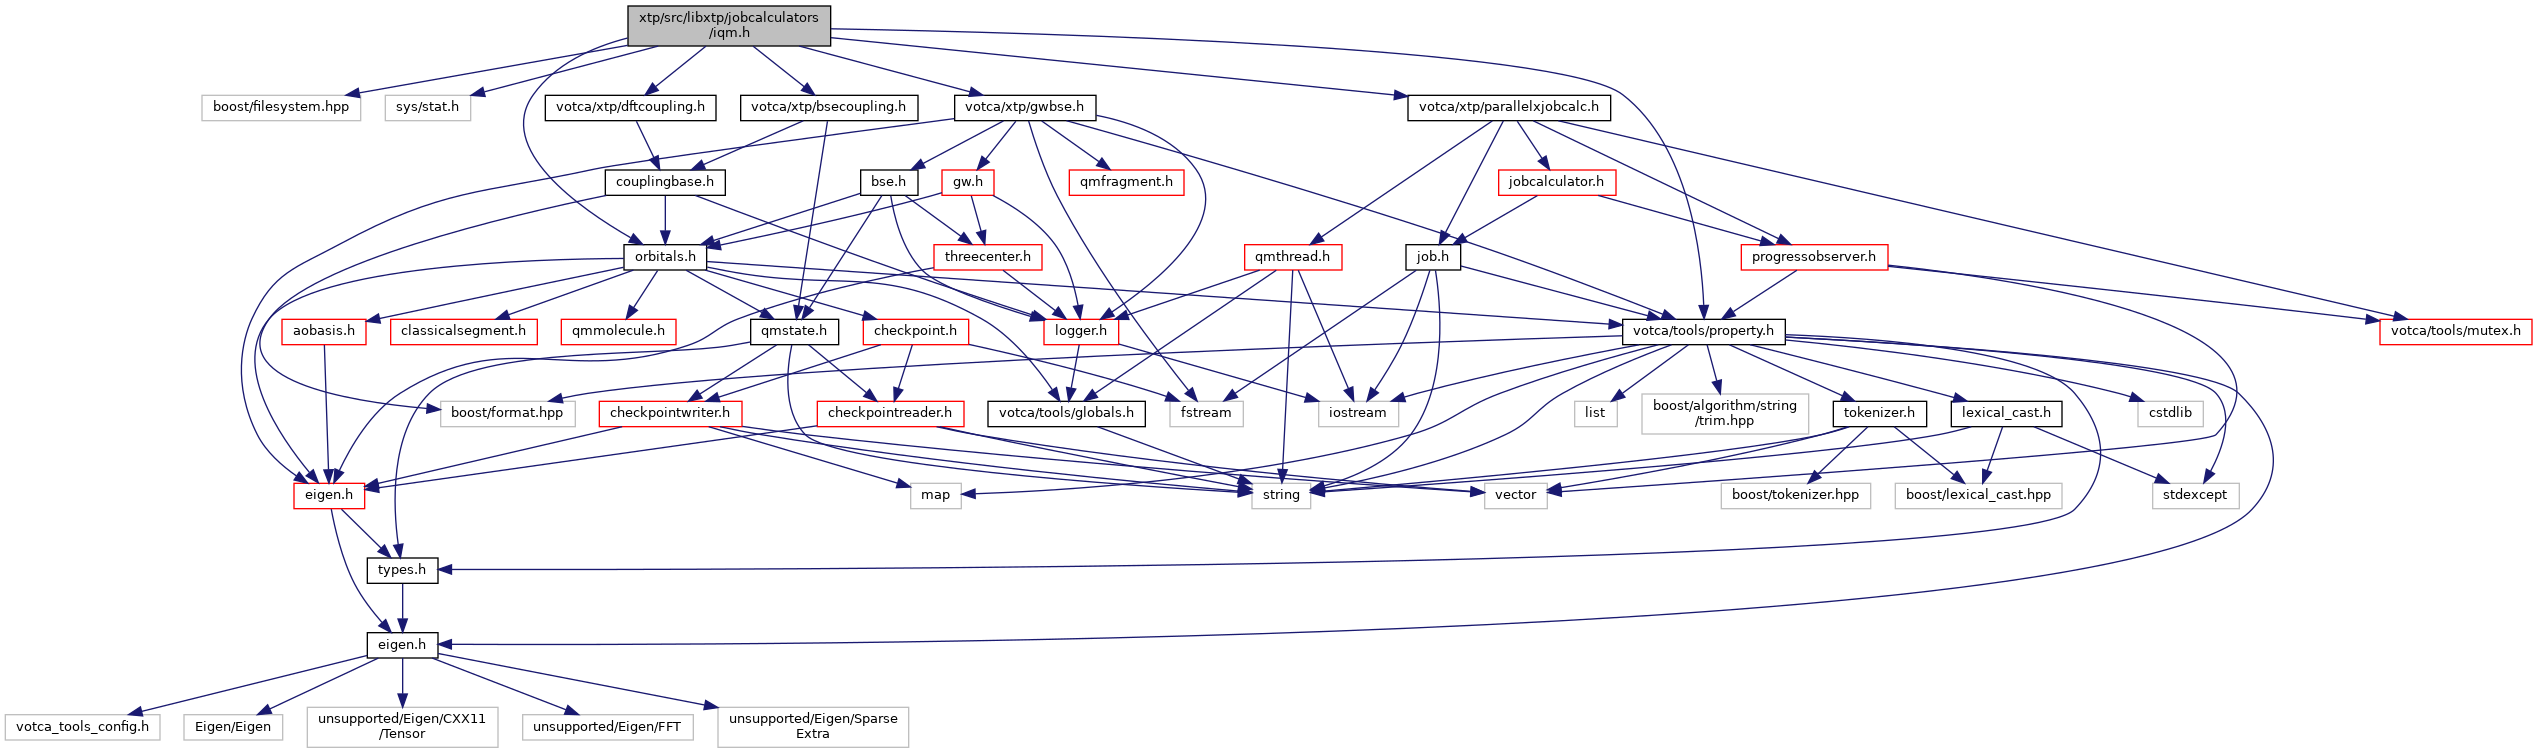 xtp/src/libxtp/jobcalculators
/iqm.h
boost/filesystem.hpp
sys/stat.h
votca/xtp/dftcoupling.h
votca/xtp/bsecoupling.h
votca/xtp/gwbse.h
votca/xtp/parallelxjobcalc.h
couplingbase.h
bse.h
gw.h
qmfragment.h
jobcalculator.h
orbitals.h
threecenter.h
qmthread.h
job.h
progressobserver.h
aobasis.h
classicalsegment.h
qmmolecule.h
qmstate.h
checkpoint.h
logger.h
votca/tools/property.h
votca/tools/mutex.h
boost/format.hpp
checkpointwriter.h
checkpointreader.h
votca/tools/globals.h
fstream
iostream
list
boost/algorithm/string
/trim.hpp
tokenizer.h
lexical_cast.h
cstdlib
eigen.h
map
string
vector
boost/tokenizer.hpp
boost/lexical_cast.hpp
stdexcept
types.h
eigen.h
votca_tools_config.h
Eigen/Eigen
unsupported/Eigen/CXX11
/Tensor
unsupported/Eigen/FFT
unsupported/Eigen/Sparse
Extra